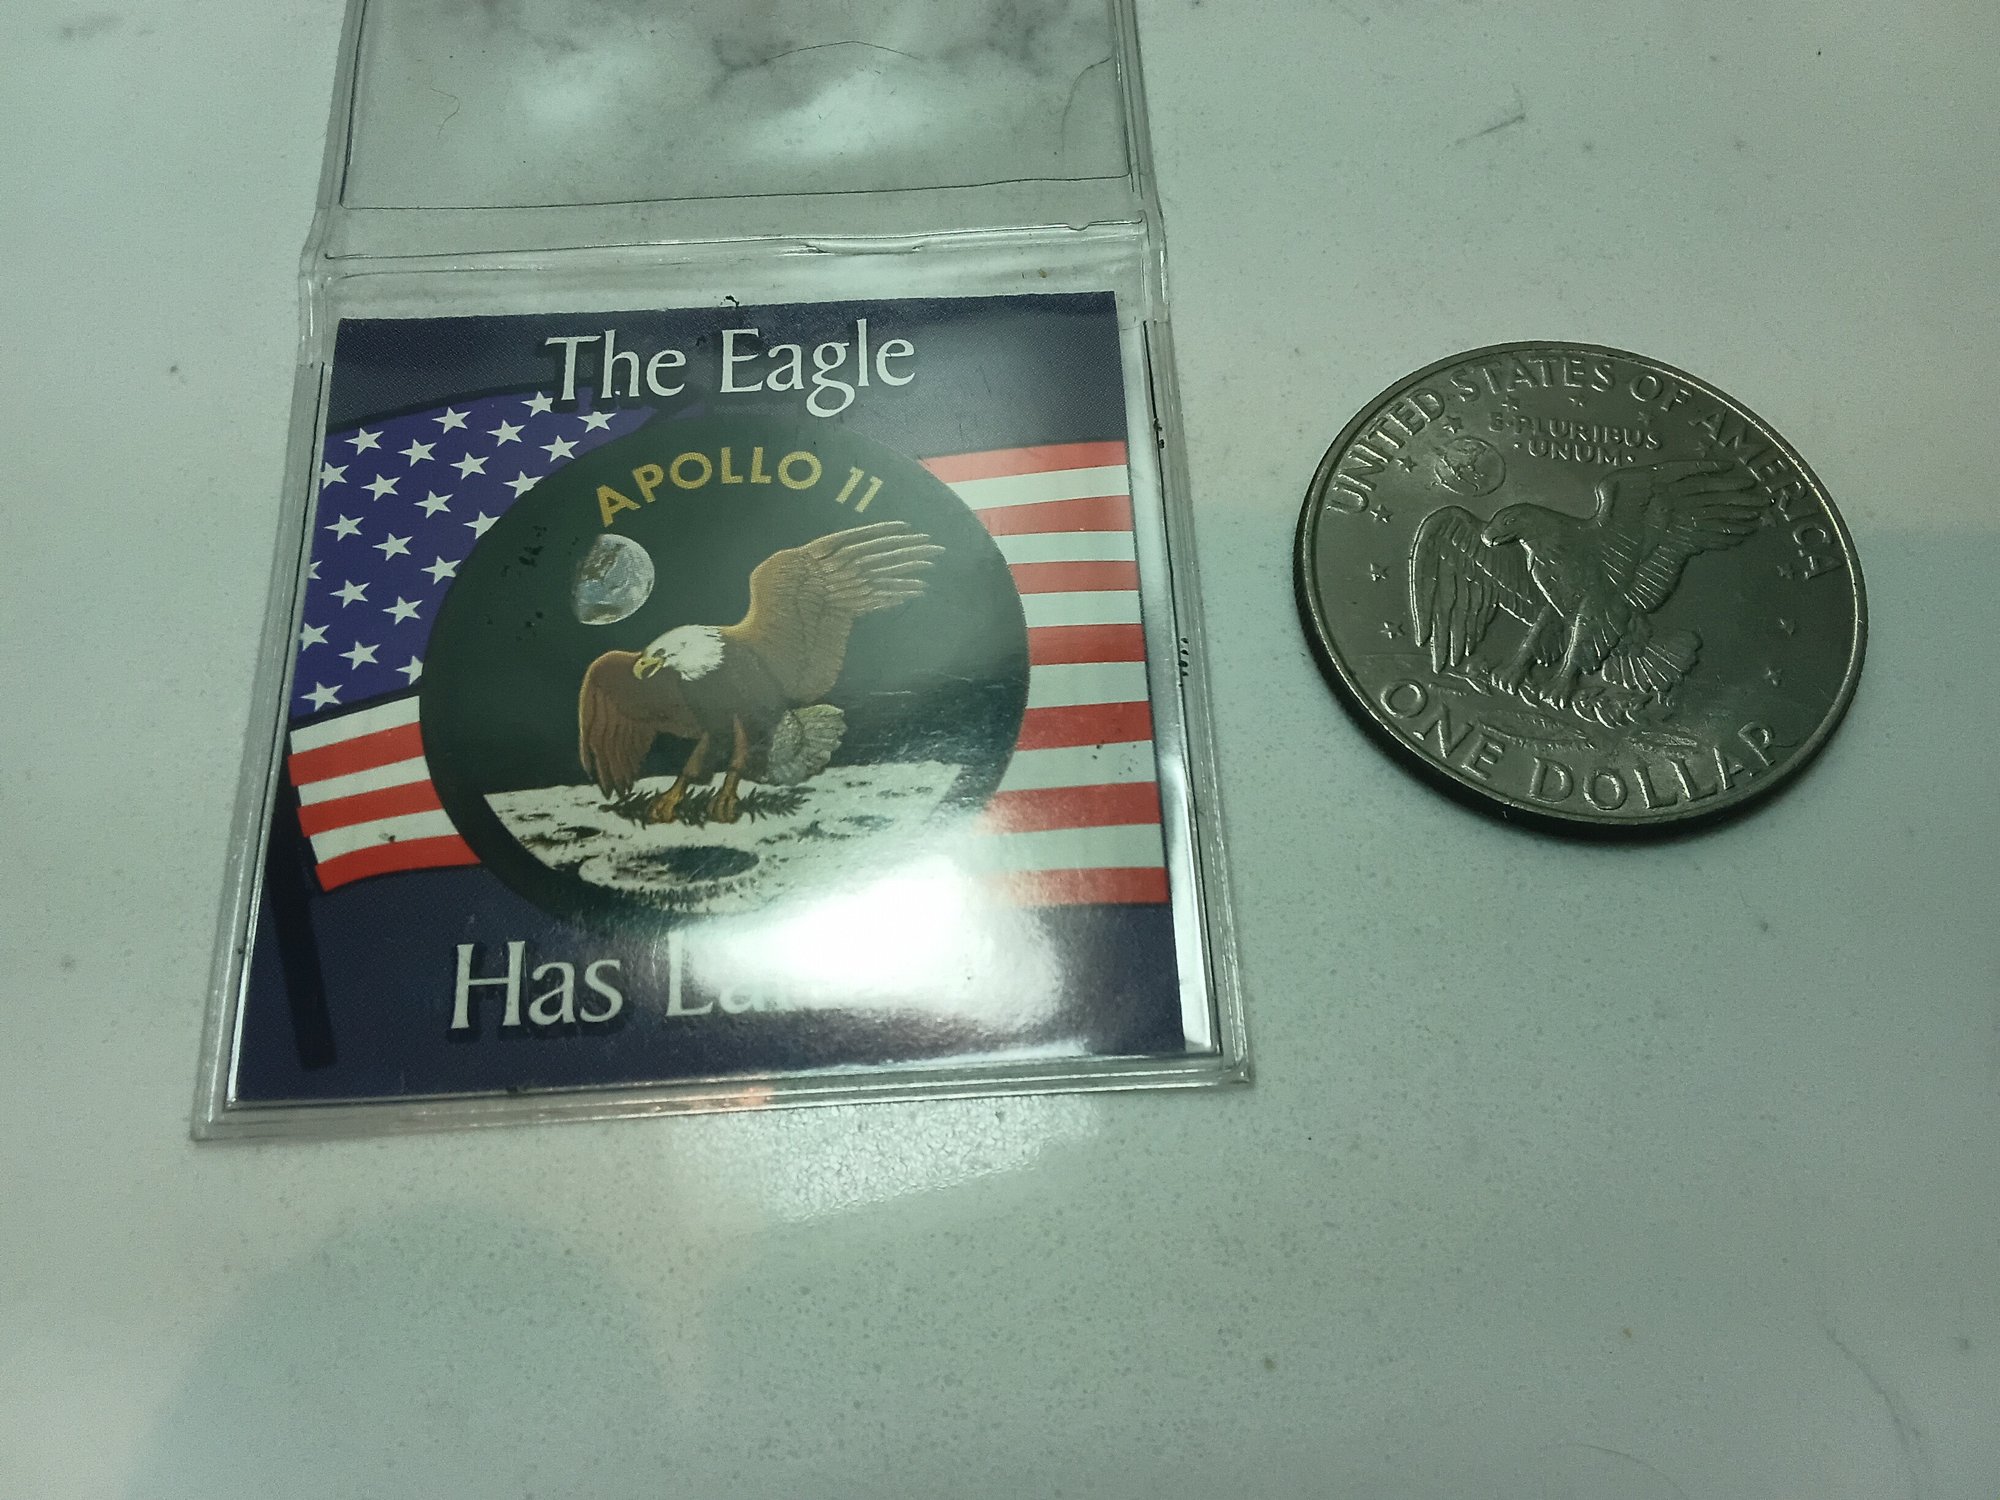 The Eagle
APOLLO 11
Has
UNITED STATES OF AMERICA
E·PLURIBUS
·UNUM·
ONE DOLLAR